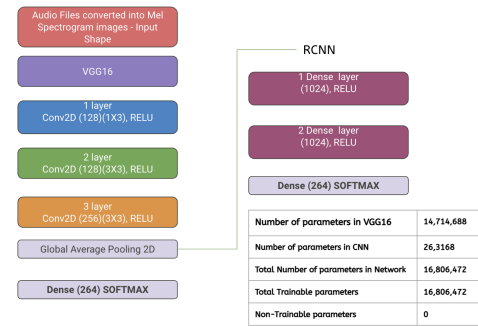 Audio Files converted into Mel
Spectrogram images - Input
Shape
VGG16
1 layer
Conv2D (128)(1X3), RELU
2 layer
Conv2D (128)(3X3), RELU
3 layer
Conv2D (256)(3X3), RELU
Global Average Pooling 2D
Dense (264) SOFTMAX
RCNN
1 Dense layer
(1024), RELU
2 Dense layer
(1024), RELU
Dense (264) SOFTMAX
Number of parameters in VGG16 14,714,688
Number of parameters in CNN 26,3168
Total Number of parameters in Network 16,806,472
Total Trainable parameters 16,806,472
Non-Trainable parameters 0